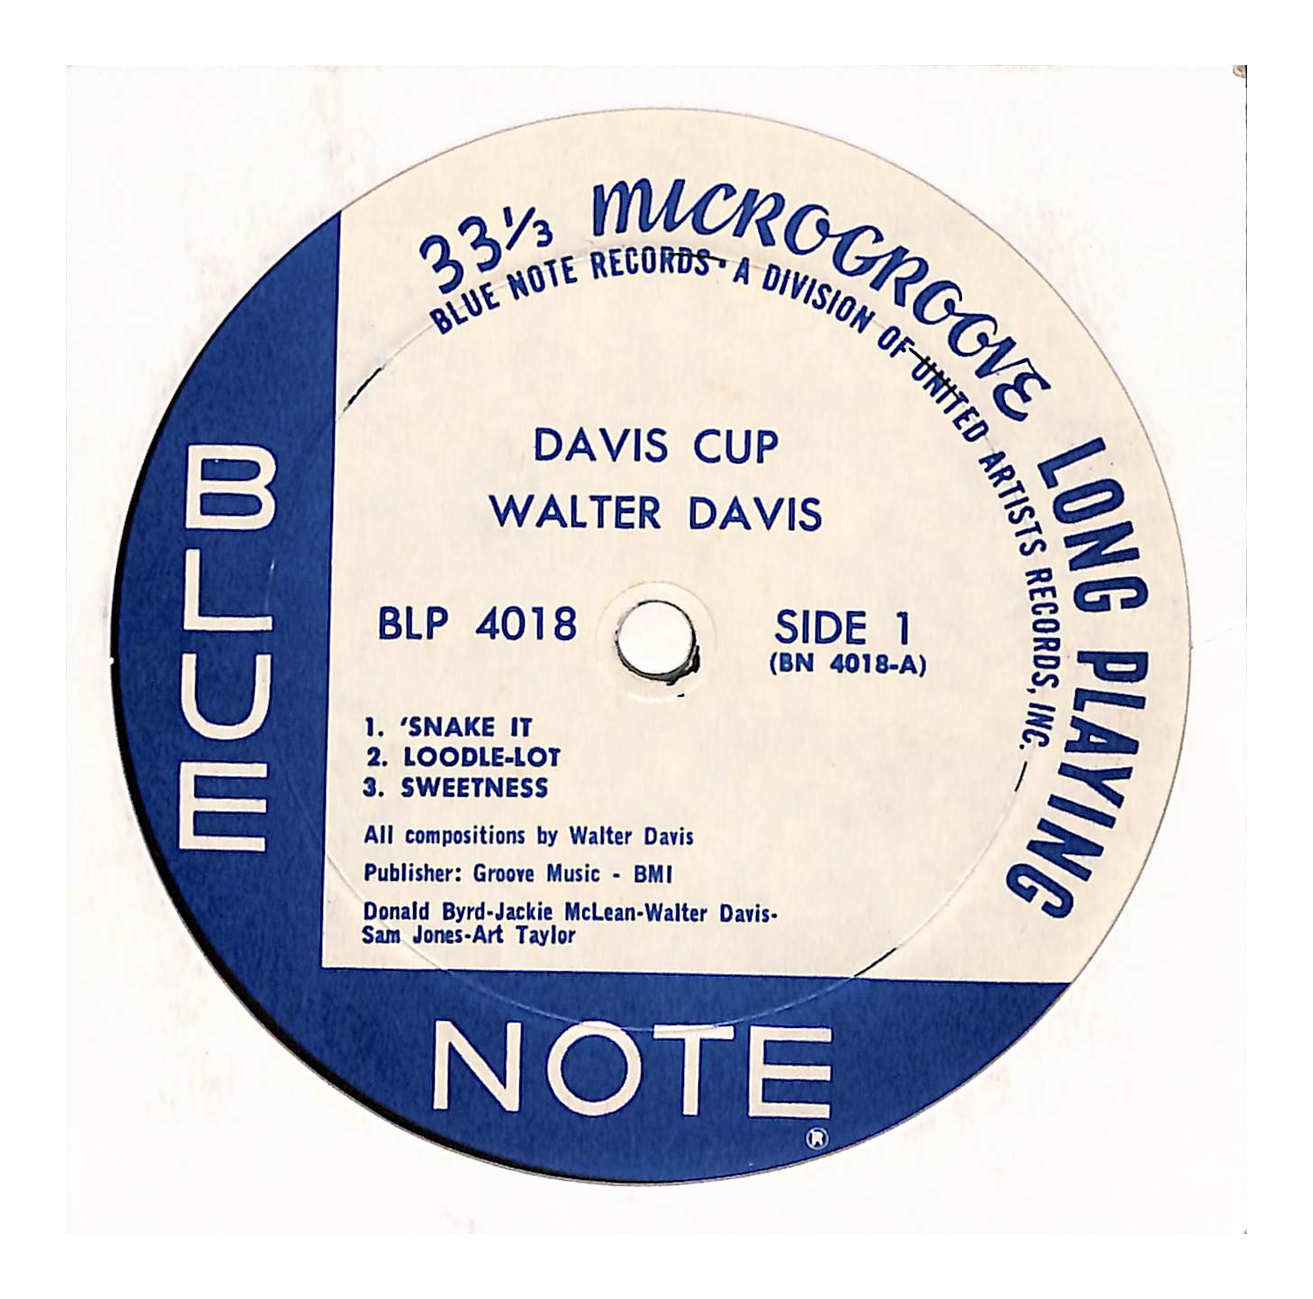 33 1/3 MICROGROOVE LONG PLAYING
BLUE NOTE RECORDS · A DIVISION OF UNITED ARTISTS RECORDS, INC.
DAVIS CUP
WALTER DAVIS
BLP 4018
SIDE 1
(BN 4018-A)
1. ‘SNAKE IT
2. LOODLE-LOT
3. SWEETNESS
All compositions by Walter Davis
Publisher: Groove Music - BMI
Donald Byrd-Jackie McLean-Walter Davis-
Sam Jones-Art Taylor
BLUE
NOTE
®